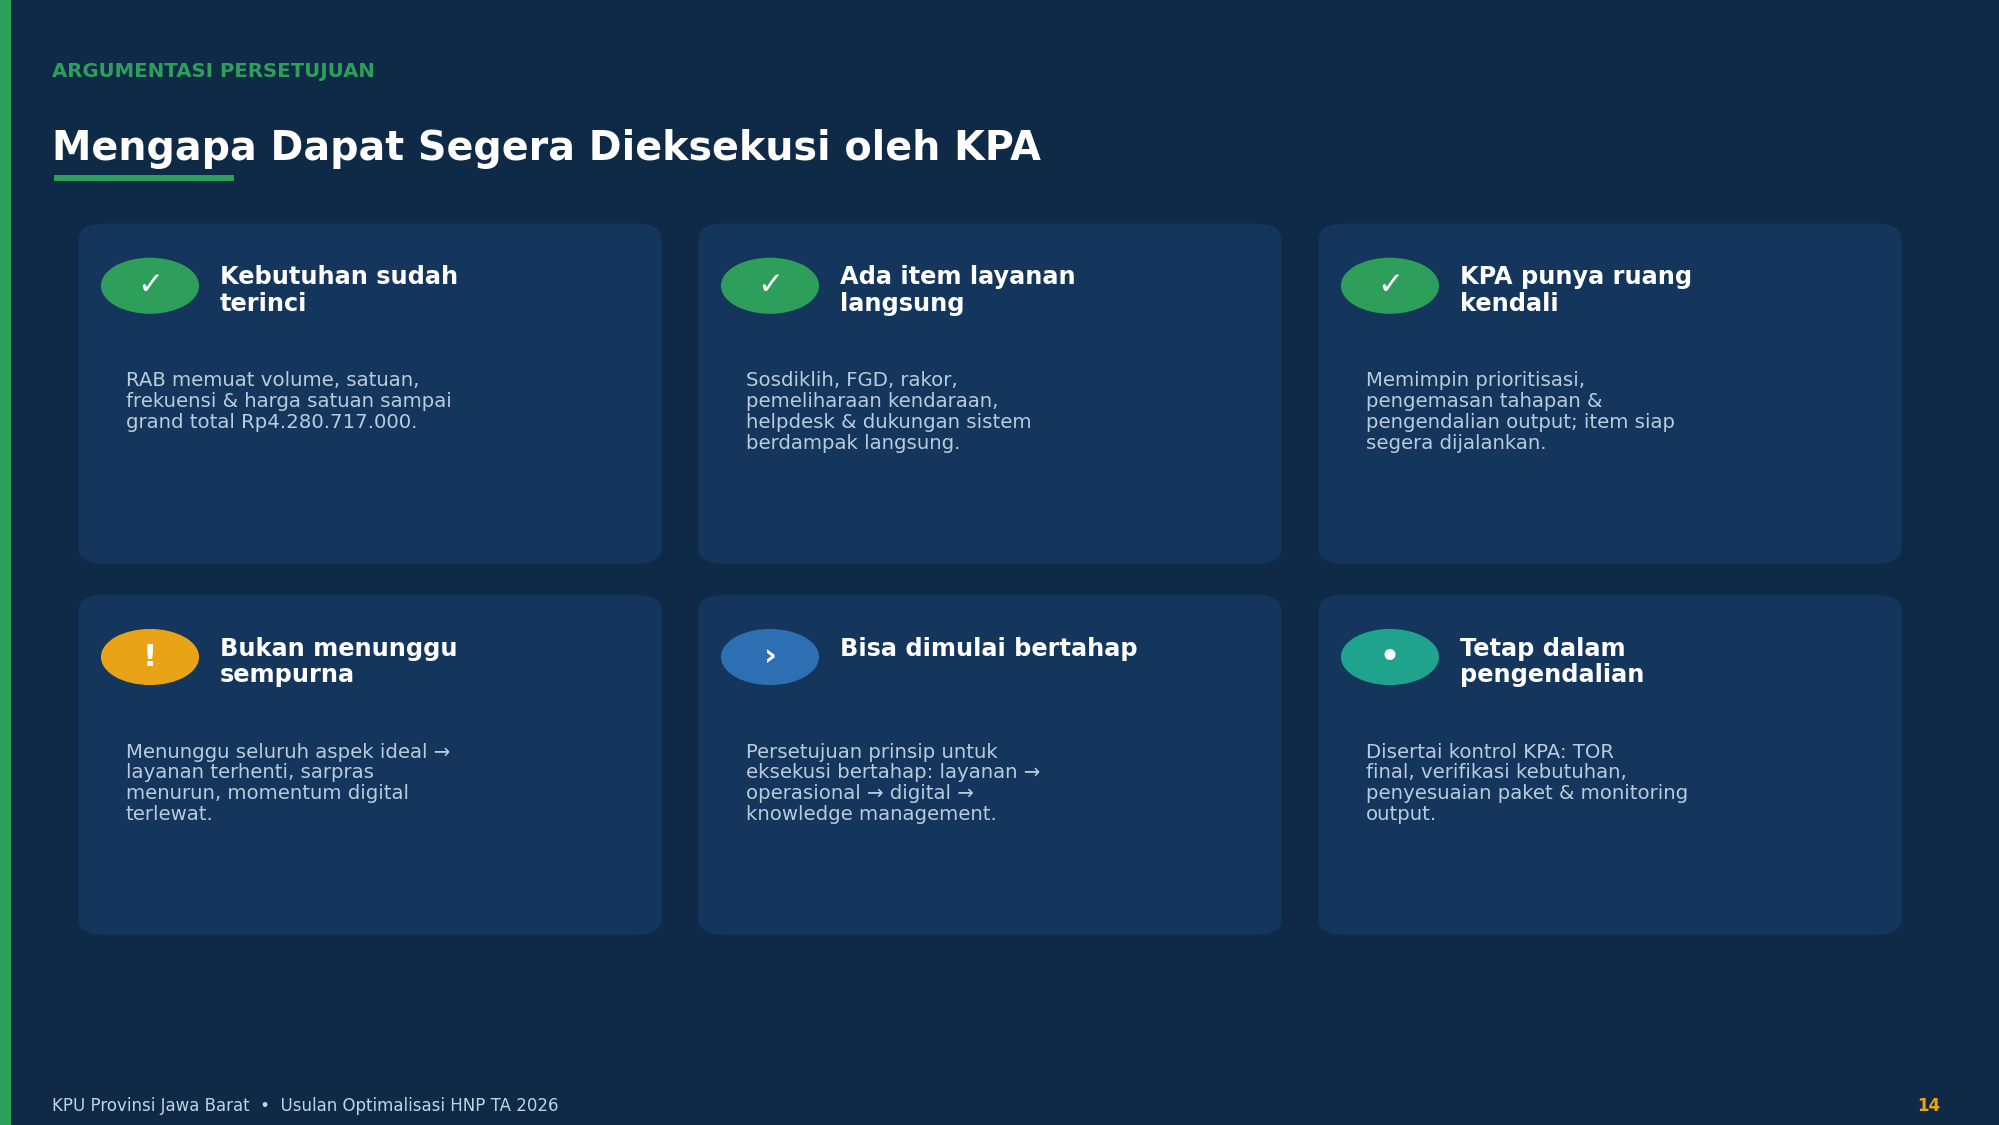 ARGUMENTASI PERSETUJUAN
Mengapa Dapat Segera Dieksekusi oleh KPA
✓
Kebutuhan sudah
terinci
RAB memuat volume, satuan,
frekuensi & harga satuan sampai
grand total Rp4.280.717.000.
✓
Ada item layanan
langsung
Sosdiklih, FGD, rakor,
pemeliharaan kendaraan,
helpdesk & dukungan sistem
berdampak langsung.
✓
KPA punya ruang
kendali
Memimpin prioritisasi,
pengemasan tahapan &
pengendalian output; item siap
segera dijalankan.
!
Bukan menunggu
sempurna
Menunggu seluruh aspek ideal →
layanan terhenti, sarpras
menurun, momentum digital
terlewat.
›
Bisa dimulai bertahap
Persetujuan prinsip untuk
eksekusi bertahap: layanan →
operasional → digital →
knowledge management.
•
Tetap dalam
pengendalian
Disertai kontrol KPA: TOR
final, verifikasi kebutuhan,
penyesuaian paket & monitoring
output.
KPU Provinsi Jawa Barat • Usulan Optimalisasi HNP TA 2026
14